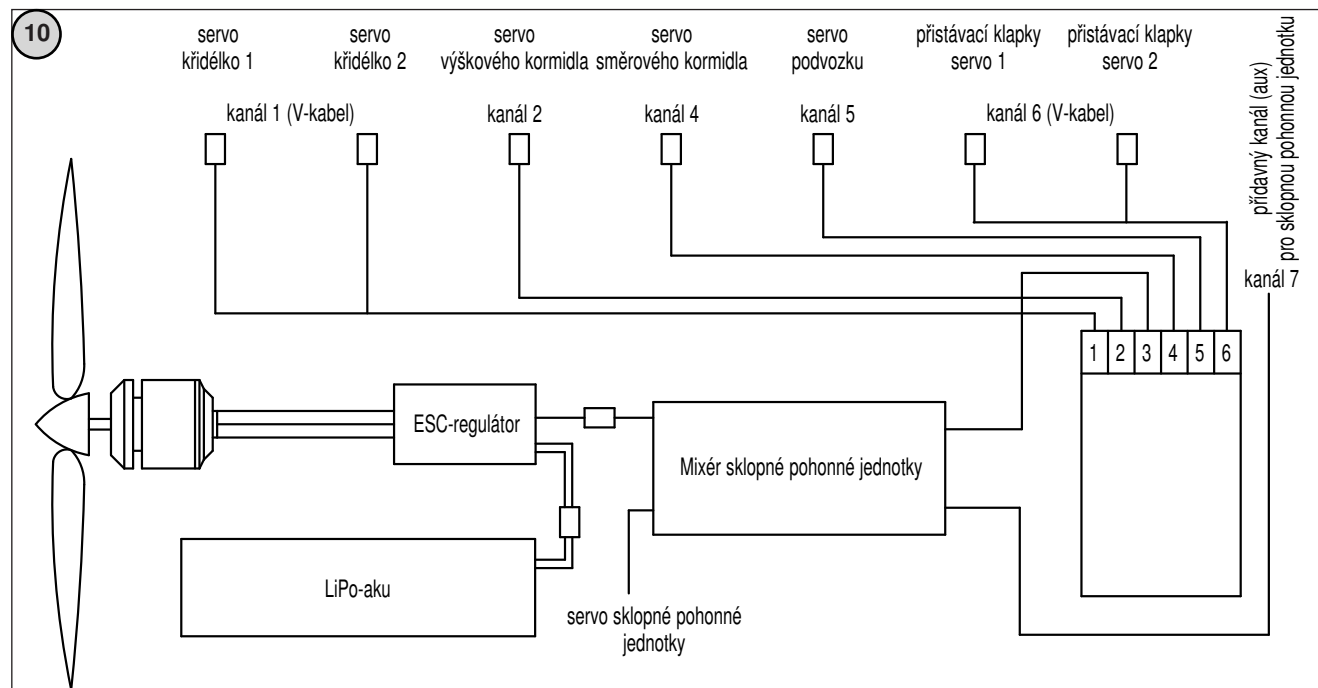 10
servo
křidélko 1
servo
křidélko 2
servo
výškového kormidla
servo
směrového kormidla
servo
podvozku
přistávací klapky
servo 1
přistávací klapky
servo 2
kanál 1 (V-kabel)
kanál 2
kanál 4
kanál 5
kanál 6 (V-kabel)
přídavný kanál (aux)
pro sklopnou pohonnou jednotku
kanál 7
1 2 3 4 5 6
ESC-regulátor
Mixér sklopné pohonné jednotky
LiPo-aku
servo sklopné pohonné
jednotky